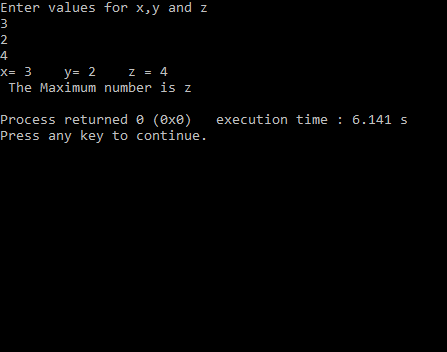 Enter values for x,y and z
3
2
4
x= 3    y= 2    z = 4
 The Maximum number is z
Process returned 0 (0x0)   execution time : 6.141 s
Press any key to continue.